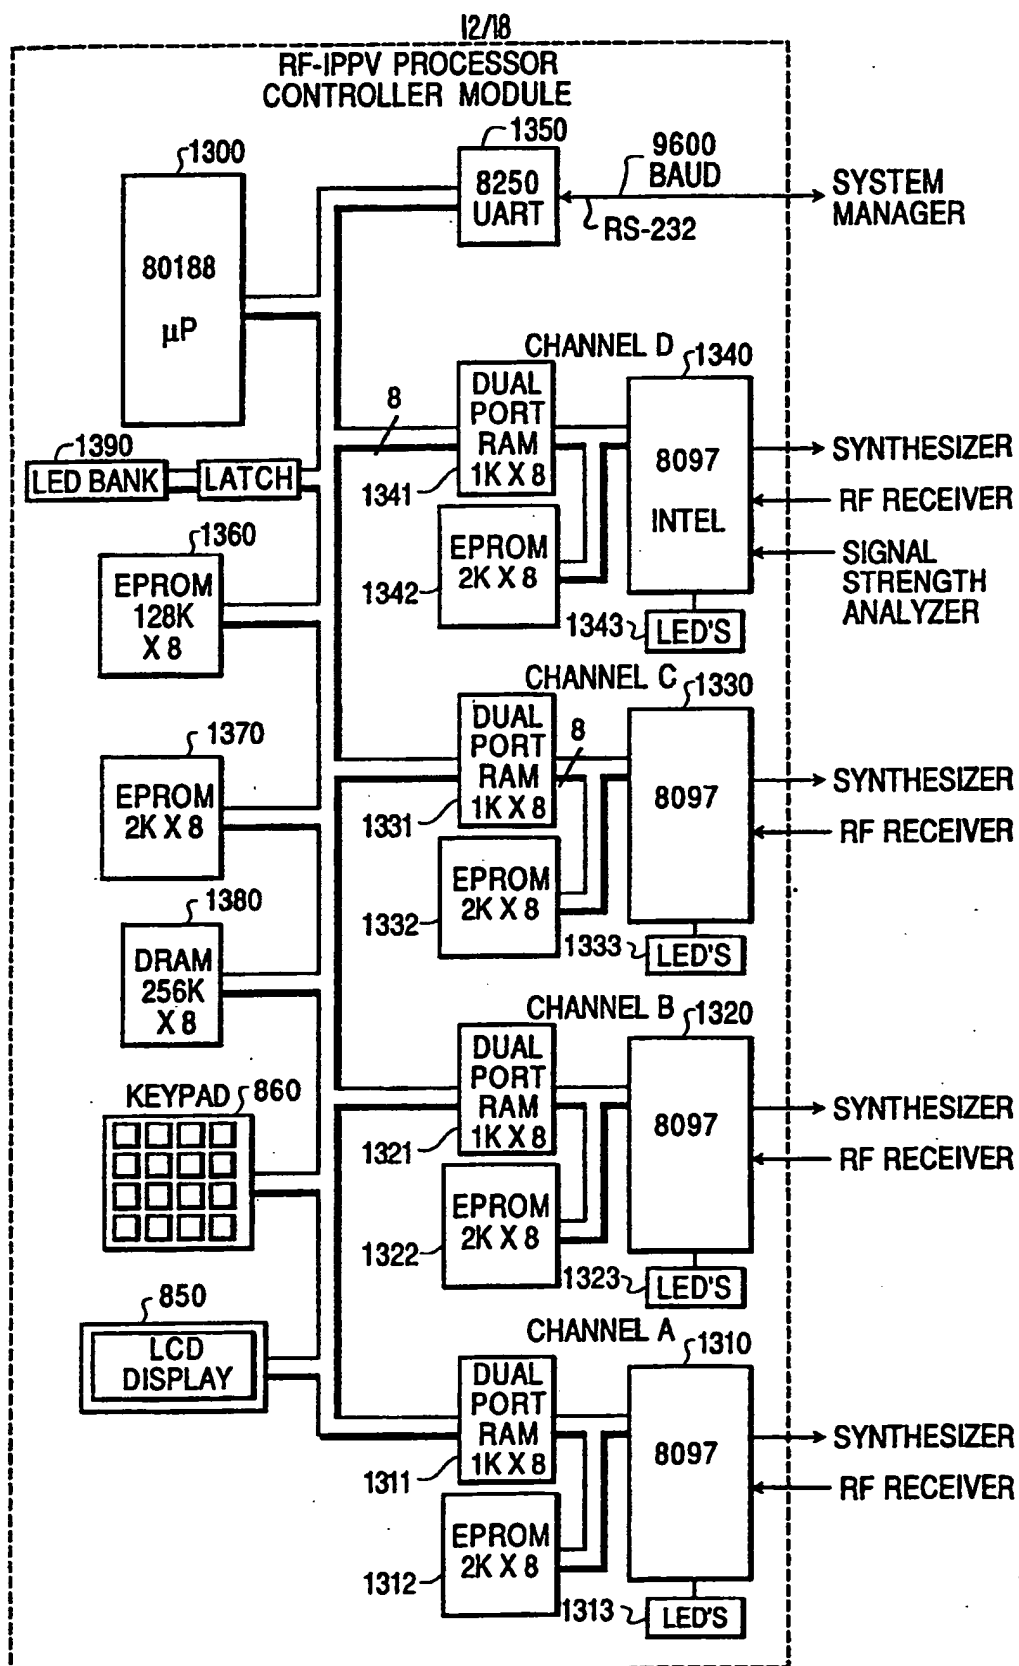 12/18
RF-IPPV PROCESSOR
CONTROLLER MODULE
1300
80188
µP
1350
8250
UART
9600
BAUD
RS-232
SYSTEM
MANAGER
1390
LED BANK
LATCH
8
CHANNEL D
DUAL
PORT
RAM
1K X 8
1341
1340
8097
INTEL
SYNTHESIZER
RF RECEIVER
SIGNAL
STRENGTH
ANALYZER
EPROM
2K X 8
1342
1343
LED'S
1360
EPROM
128K
X 8
CHANNEL C
DUAL
PORT
RAM
1K X 8
1331
8
1330
8097
SYNTHESIZER
RF RECEIVER
EPROM
2K X 8
1332
1333
LED'S
1370
EPROM
2K X 8
1380
DRAM
256K
X 8
CHANNEL B
DUAL
PORT
RAM
1K X 8
1321
1320
8097
SYNTHESIZER
RF RECEIVER
EPROM
2K X 8
1322
1323
LED'S
KEYPAD
860
850
LCD
DISPLAY
CHANNEL A
DUAL
PORT
RAM
1K X 8
1311
1310
8097
SYNTHESIZER
RF RECEIVER
EPROM
2K X 8
1312
1313
LED'S